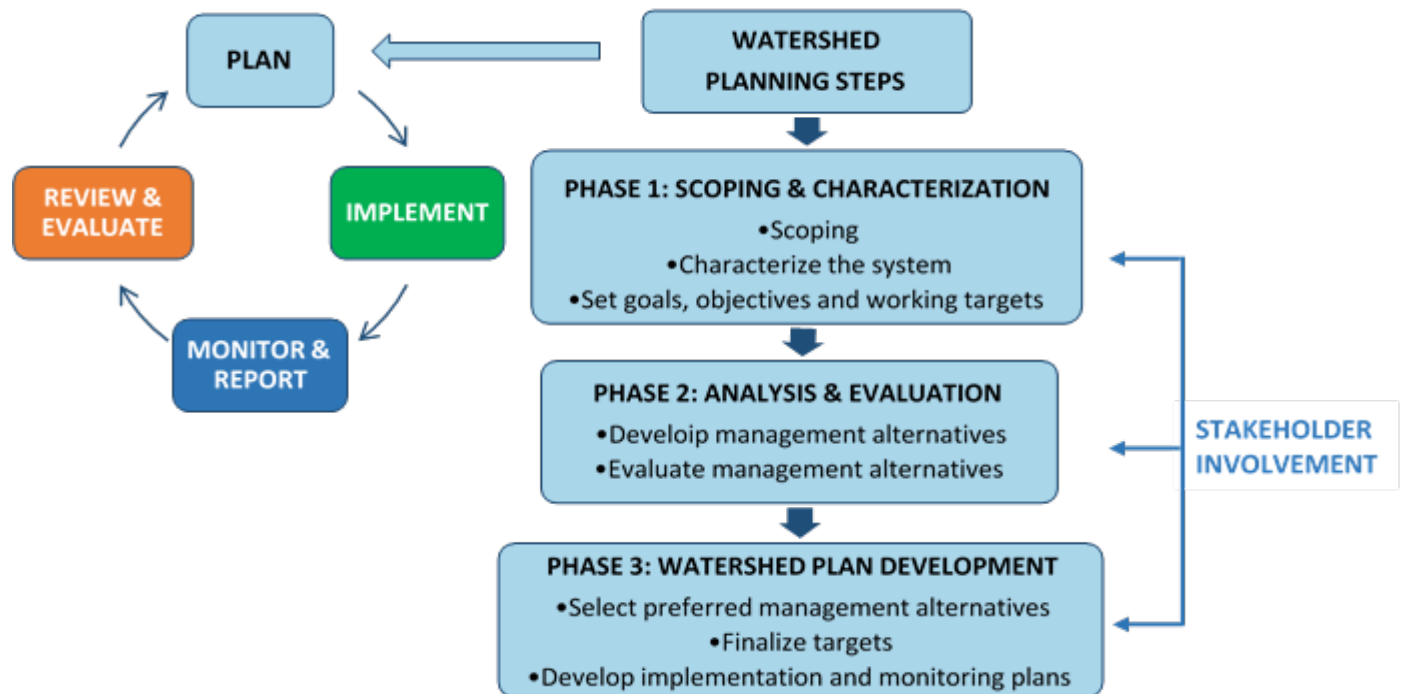 PLAN
REVIEW &
EVALUATE
IMPLEMENT
MONITOR &
REPORT
WATERSHED
PLANNING STEPS
PHASE 1: SCOPING & CHARACTERIZATION
•Scoping
•Characterize the system
•Set goals, objectives and working targets
PHASE 2: ANALYSIS & EVALUATION
•Develoip management alternatives
•Evaluate management alternatives
PHASE 3: WATERSHED PLAN DEVELOPMENT
•Select preferred management alternatives
•Finalize targets
•Develop implementation and monitoring plans
STAKEHOLDER
INVOLVEMENT